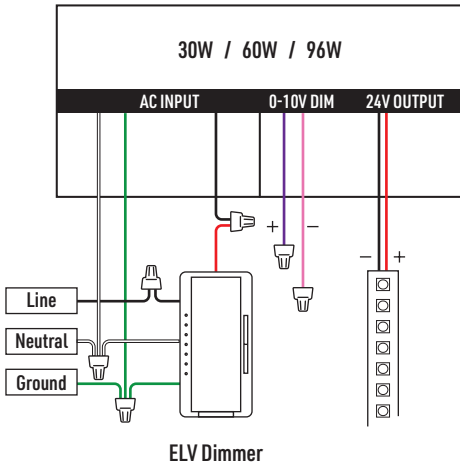 30W / 60W / 96W
AC INPUT 0-10V DIM 24V OUTPUT
+ −
− +
Line
Neutral
Ground
ELV Dimmer